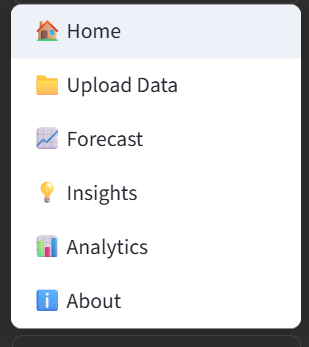 Home
Upload Data
Forecast
Insights
Analytics
About